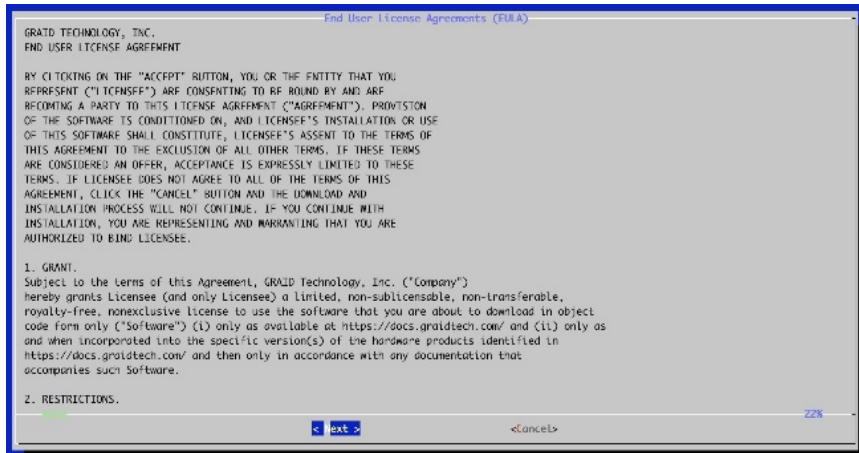 End User License Agreements (EULA)
GRAID TECHNOLOGY, INC.
END USER LICENSE AGREEMENT
BY CLICKING ON THE "ACCEPT" BUTTON, YOU OR THE ENTITY THAT YOU
REPRESENT ("LICENSEE") ARE CONSENTING TO BE BOUND BY AND ARE
BECOMING A PARTY TO THIS LICENSE AGREEMENT ("AGREEMENT"). PROVISION
OF THE SOFTWARE IS CONDITIONED ON, AND LICENSEE'S INSTALLATION OR USE
OF THIS SOFTWARE SHALL CONSTITUTE, LICENSEE'S ASSENT TO THE TERMS OF
THIS AGREEMENT TO THE EXCLUSION OF ALL OTHER TERMS. IF THESE TERMS
ARE CONSIDERED AN OFFER, ACCEPTANCE IS EXPRESSLY LIMITED TO THESE
TERMS. IF LICENSEE DOES NOT AGREE TO ALL OF THE TERMS OF THIS
AGREEMENT, CLICK THE "CANCEL" BUTTON AND THE DOWNLOAD AND
INSTALLATION PROCESS WILL NOT CONTINUE. IF YOU CONTINUE WITH
INSTALLATION, YOU ARE REPRESENTING AND WARRANTING THAT YOU ARE
AUTHORIZED TO BIND LICENSEE.
1. GRANT.
Subject to the terms of this Agreement, GRAID Technology, Inc. ("Company")
hereby grants Licensee (and only Licensee) a limited, non-sublicensable, non-transferable,
royalty-free, nonexclusive license to use the software that you are about to download in object
code form only ("Software") (i) only as available at https://docs.graidtech.com/ and (ii) only as
and when incorporated into the specific version(s) of the hardware products identified in
https://docs.graidtech.com/ and then only in accordance with any documentation that
accompanies such Software.
2. RESTRICTIONS.
22%
< Next > <Cancel>